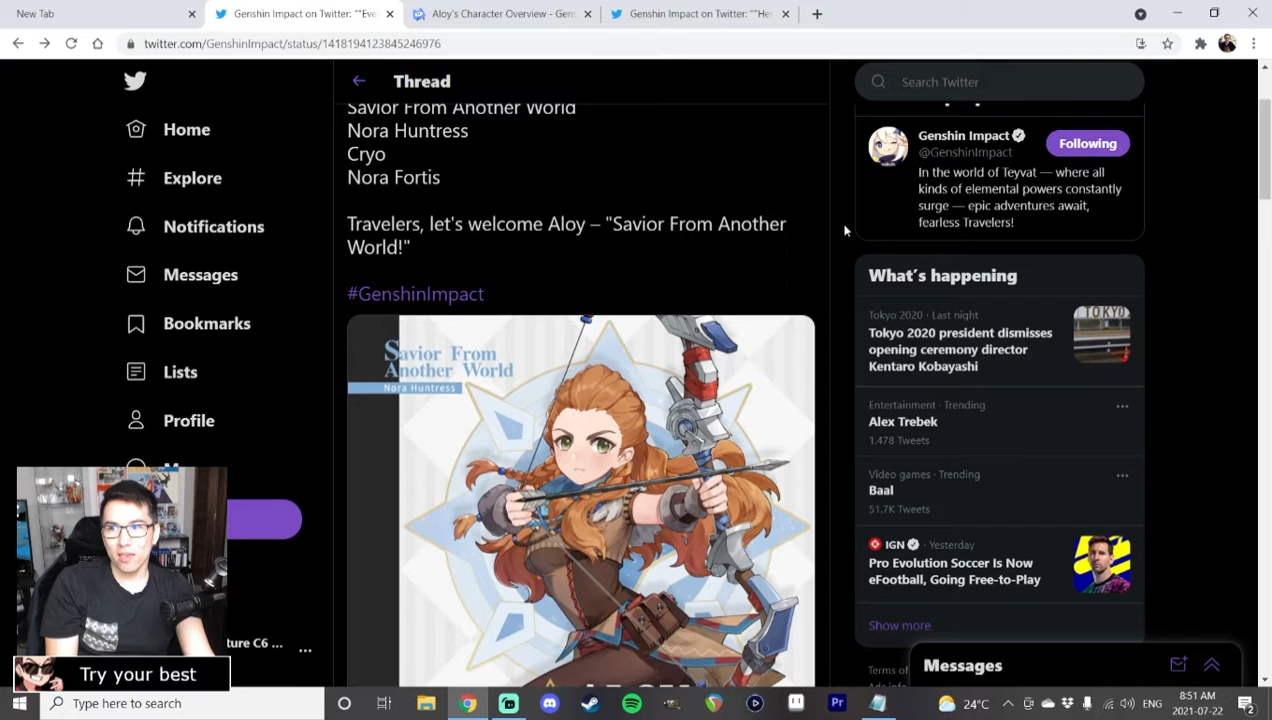 New Tab
Genshin Impact on Twitter: ""Eve
Aloy's Character Overview - Gen
Genshin Impact on Twitter: ""He
twitter.com/GenshinImpact/status/1418194123845246976
Thread
Search Twitter
Home
Explore
Notifications
Messages
Bookmarks
Lists
Profile
Savior From Another World
Nora Huntress
Cryo
Nora Fortis
Travelers, let's welcome Aloy – "Savior From Another
World!"
#GenshinImpact
Savior From
Another World
Nora Huntress
Genshin Impact
@GenshinImpact
Following
In the world of Teyvat — where all
kinds of elemental powers constantly
surge — epic adventures await,
fearless Travelers!
What's happening
Tokyo 2020 · Last night
Tokyo 2020 president dismisses
opening ceremony director
Kentaro Kobayashi
TOKYO
Entertainment · Trending
Alex Trebek
1,478 Tweets
Video games · Trending
Baal
51.7K Tweets
IGN · Yesterday
Pro Evolution Soccer Is Now
eFootball, Going Free-to-Play
Show more
Terms of
Messages
ture C6 ...
Try your best
Type here to search
Pr
24°C
ENG
8:51 AM
2021-07-22
2